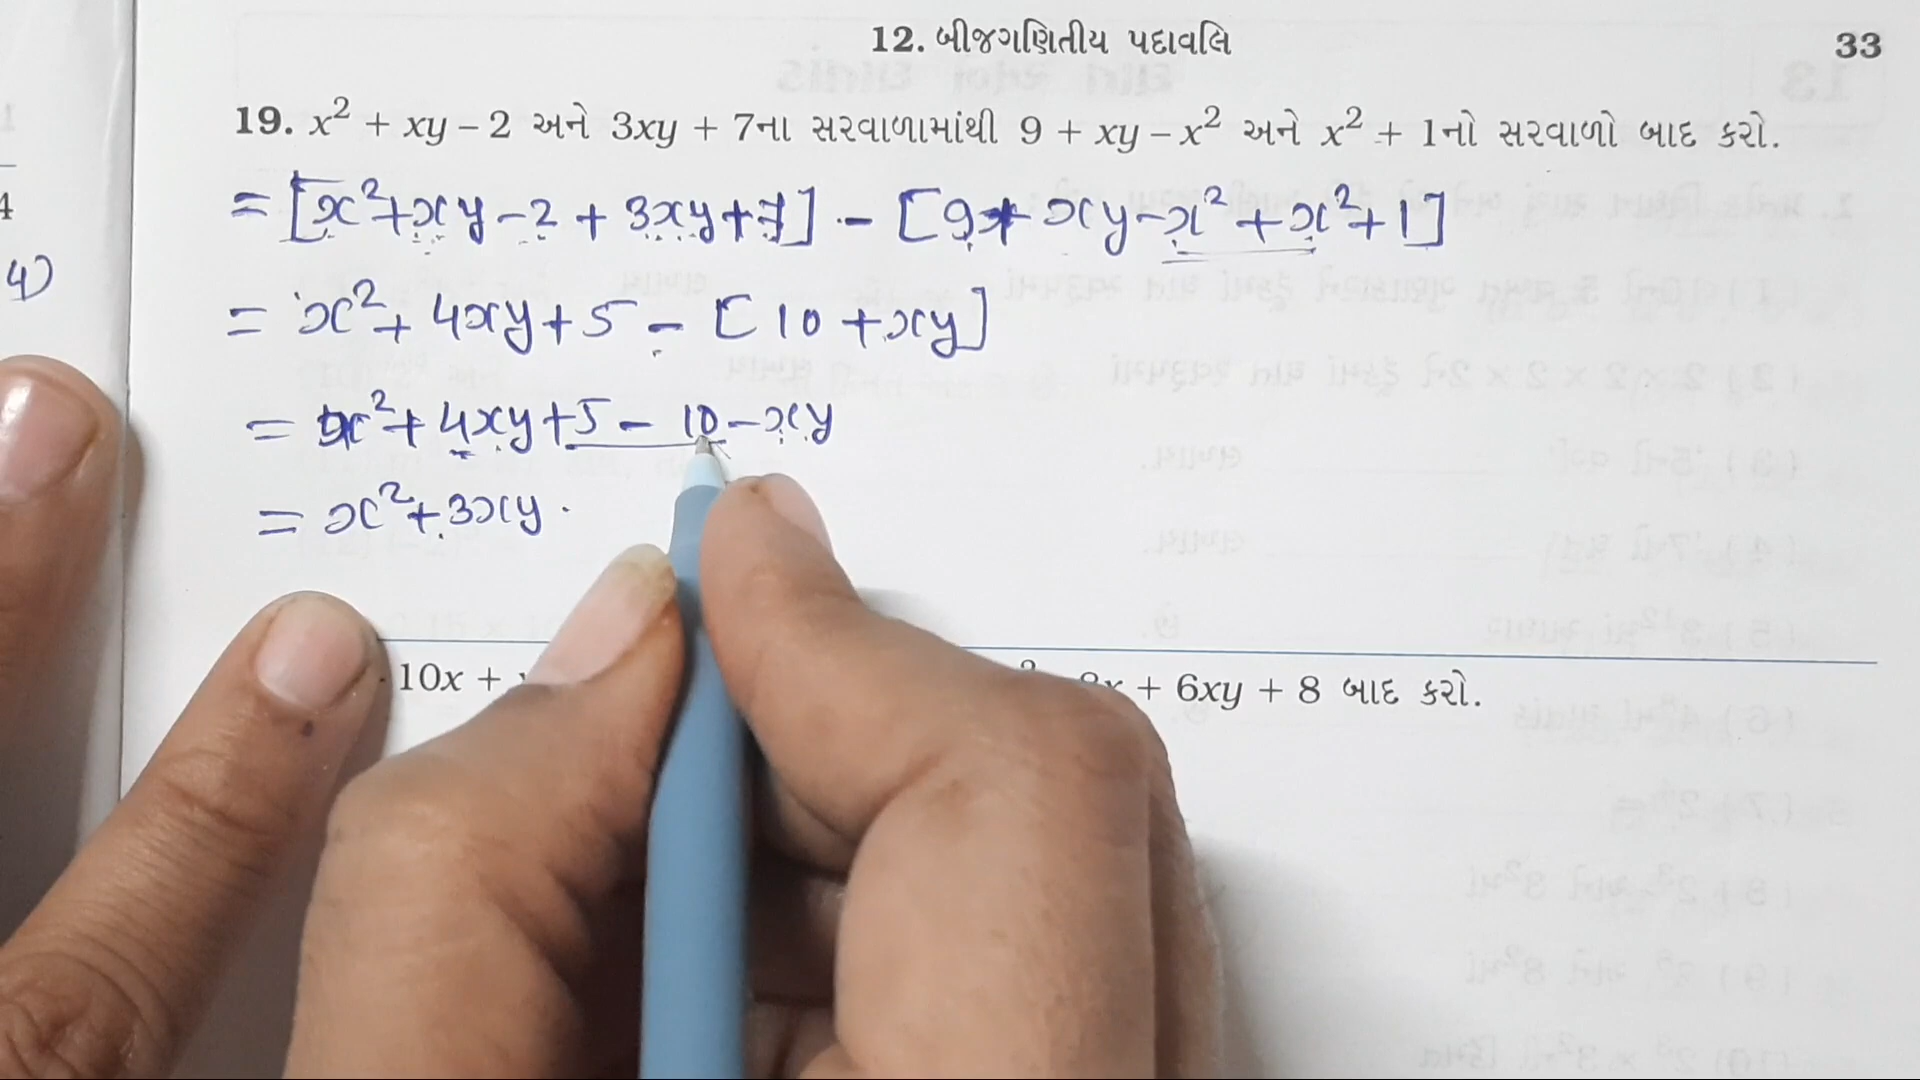 12. બીજગણિતીય પદાવલિ 33
19. x² + xy – 2 અને 3xy + 7ના સરવાળામાંથી 9 + xy – x² અને x² + 1નો સરવાળો બાદ કરો.
= [x²+xy-2 + 3xy+7] - [9+ xy-x²+x²+1]
= x²+ 4xy+5 - [10 +xy]
4)
= x²+ 4xy+5 - 10 -xy
= x²+3xy
10x + + 6xy + 8 બાદ કરો.